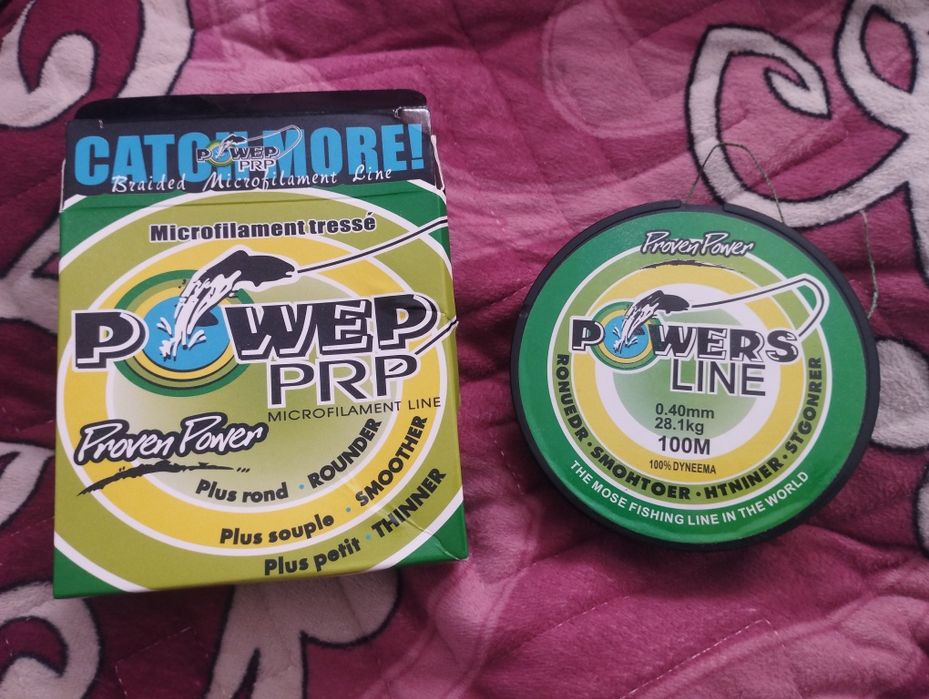 CATCH MORE!
POWEP
PRP
Braided Microfilament Line
Microfilament tressé
POWEP
PRP
MICROFILAMENT LINE
Proven Power
Plus rond · ROUNDER
Plus souple · SMOOTHER
Plus petit · THINNER
Proven Power
POWERS
LINE
0.40mm
28.1kg
100M
100% DYNEEMA
RONUEDR · SMOHTOER · HTNINER · STGONRER
THE MOSE FISHING LINE IN THE WORLD